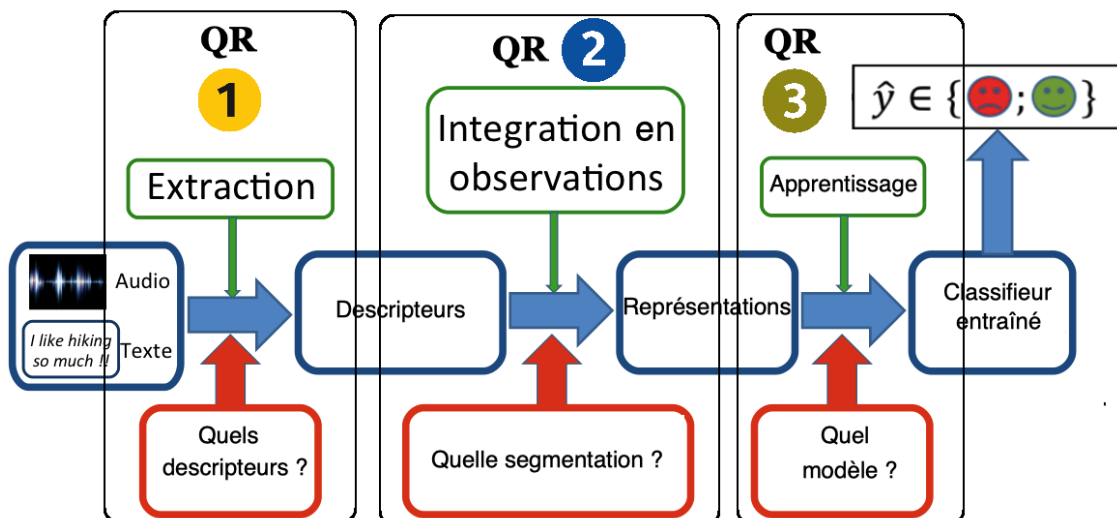 QR
1
QR 2
QR
3
ŷ ∈ { ; }
Extraction
Integration en
observations
Apprentissage
Audio
I like hiking
so much !!
Texte
Descripteurs
Représentations
Classifieur
entraîné
Quels
descripteurs ?
Quelle segmentation ?
Quel
modèle ?